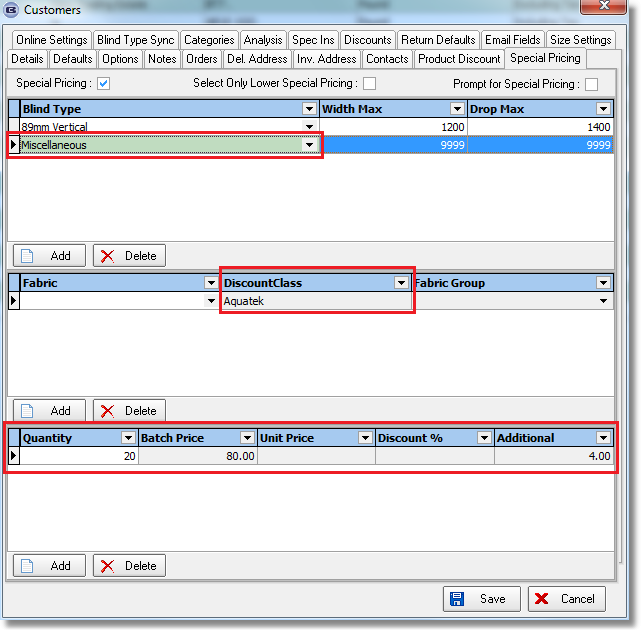 Customers
Online Settings Blind Type Sync Categories Analysis Spec Ins Discounts Return Defaults Email Fields Size Settings
Details Defaults Options Notes Orders Del. Address Inv. Address Contacts Product Discount Special Pricing
Special Pricing : Select Only Lower Special Pricing : Prompt for Special Pricing :
Blind Type Width Max Drop Max
89mm Vertical 1200 1400
Miscellaneous 9999 9999
Add Delete
Fabric DiscountClass Fabric Group
Aquatek
Add Delete
Quantity Batch Price Unit Price Discount % Additional
20 80.00 4.00
Add Delete
Save Cancel